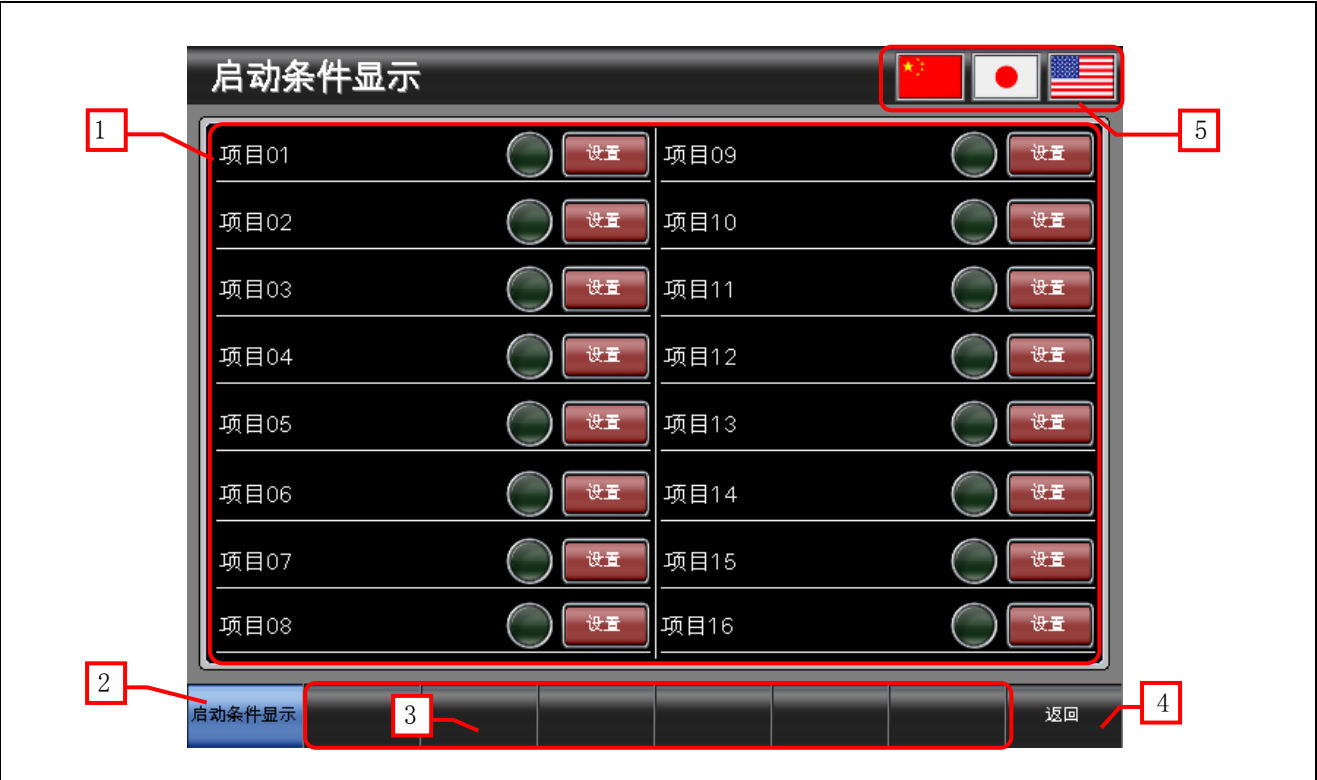 启动条件显示
1
5
项目01 设置 项目09 设置
项目02 设置 项目10 设置
项目03 设置 项目11 设置
项目04 设置 项目12 设置
项目05 设置 项目13 设置
项目06 设置 项目14 设置
项目07 设置 项目15 设置
项目08 设置 项目16 设置
2
启动条件显示
3
返回
4